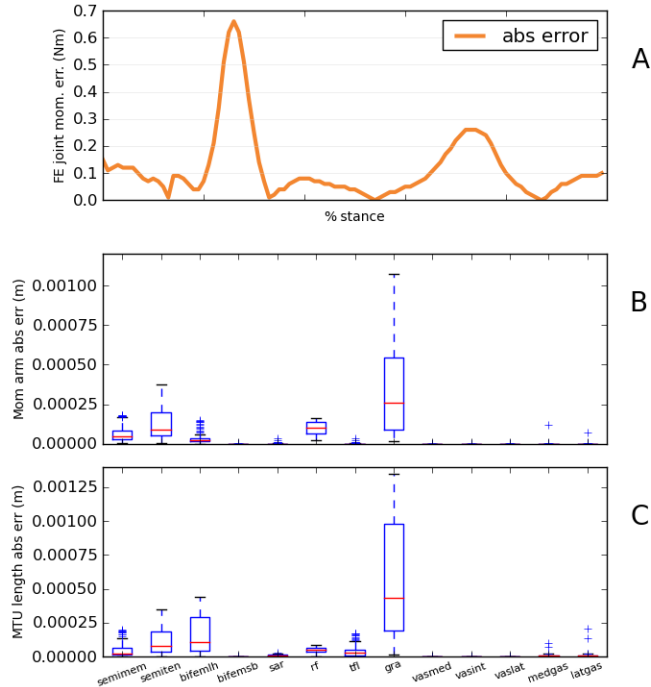 0.7
0.6
0.5
0.4
0.3
0.2
0.1
0.0
FE joint mom. err. (Nm)
abs error
A
% stance
0.00100
0.00075
0.00050
0.00025
0.00000
Mom arm abs err (m)
B
0.00125
0.00100
0.00075
0.00050
0.00025
0.00000
MTU length abs err (m)
C
semimem
semiten
bifemlh
bifemsb
sar
rf
tfl
gra
vasmed
vasint
vaslat
medgas
latgas